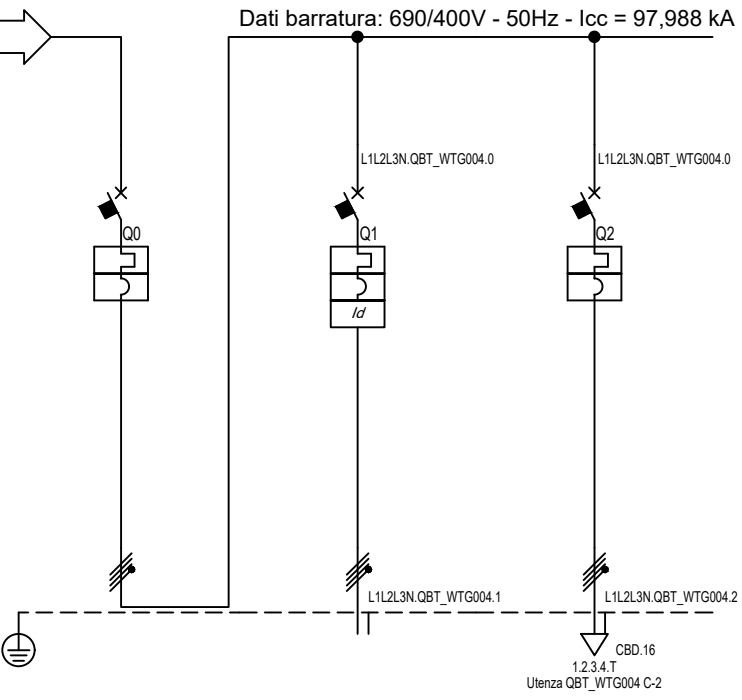 Dati barratura: 690/400V - 50Hz - Icc = 97,988 kA
L1L2L3N.QBT_WTG004.0
L1L2L3N.QBT_WTG004.0
Q0
Q1
Q2
Id
L1L2L3N.QBT_WTG004.1
L1L2L3N.QBT_WTG004.2
CBD.16
1.2.3.4.T
Utenza QBT_WTG004 C-2